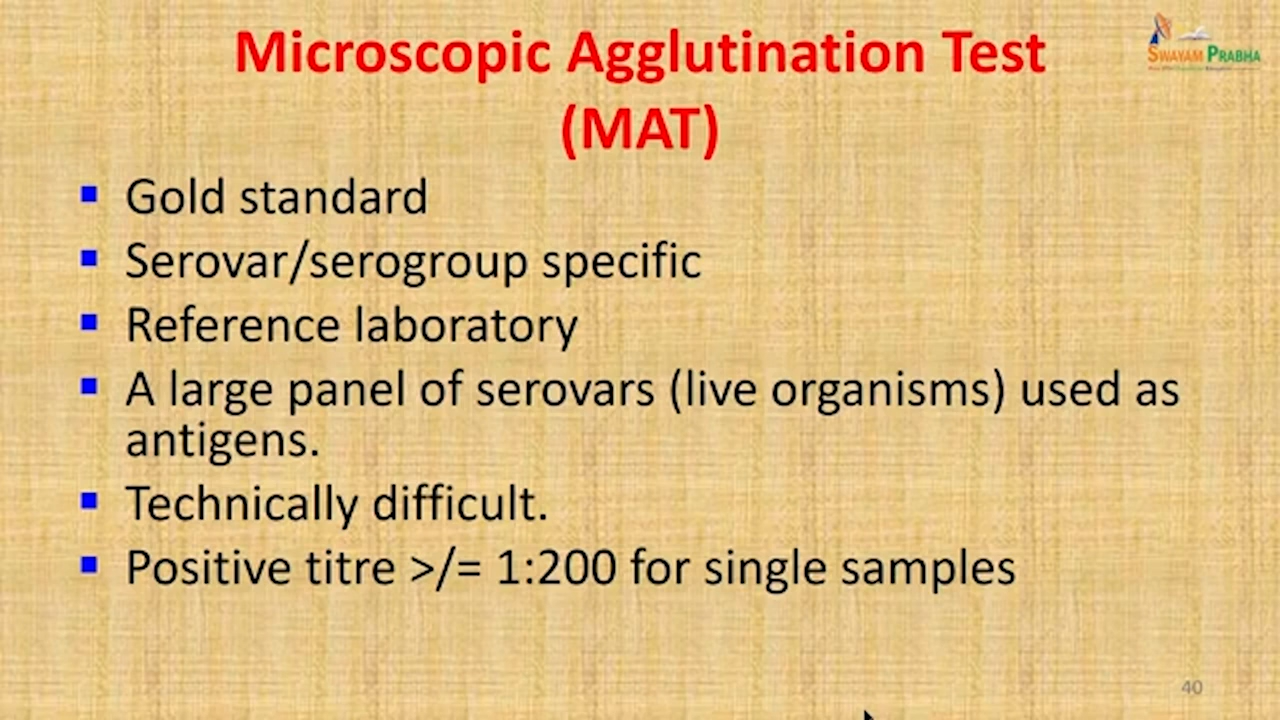 Microscopic Agglutination Test
(MAT)
SWAYAM PRABHA
Gold standard
Serovar/serogroup specific
Reference laboratory
A large panel of serovars (live organisms) used as
antigens.
Technically difficult.
Positive titre >/= 1:200 for single samples
40